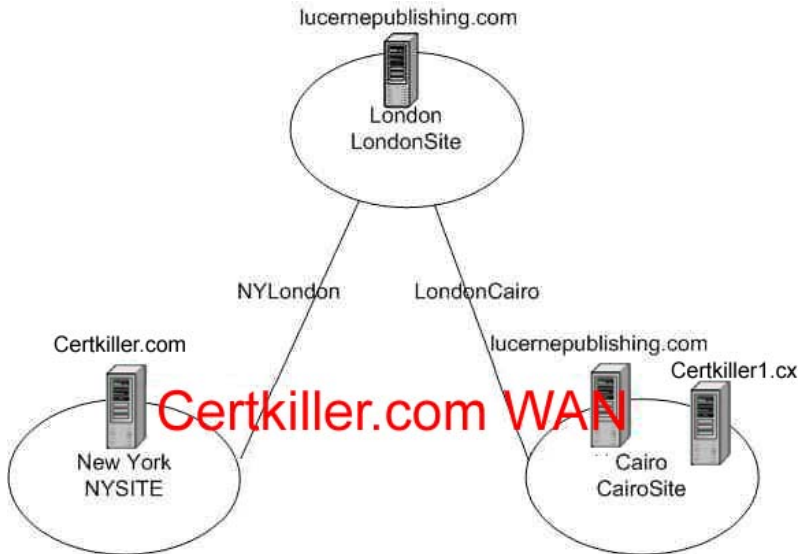 lucernepublishing.com
London
LondonSite
NYLondon
LondonCairo
Certkiller.com
lucernepublishing.com
Certkiller1.cx
Certkiller.com WAN
New York
NYSITE
Cairo
CairoSite